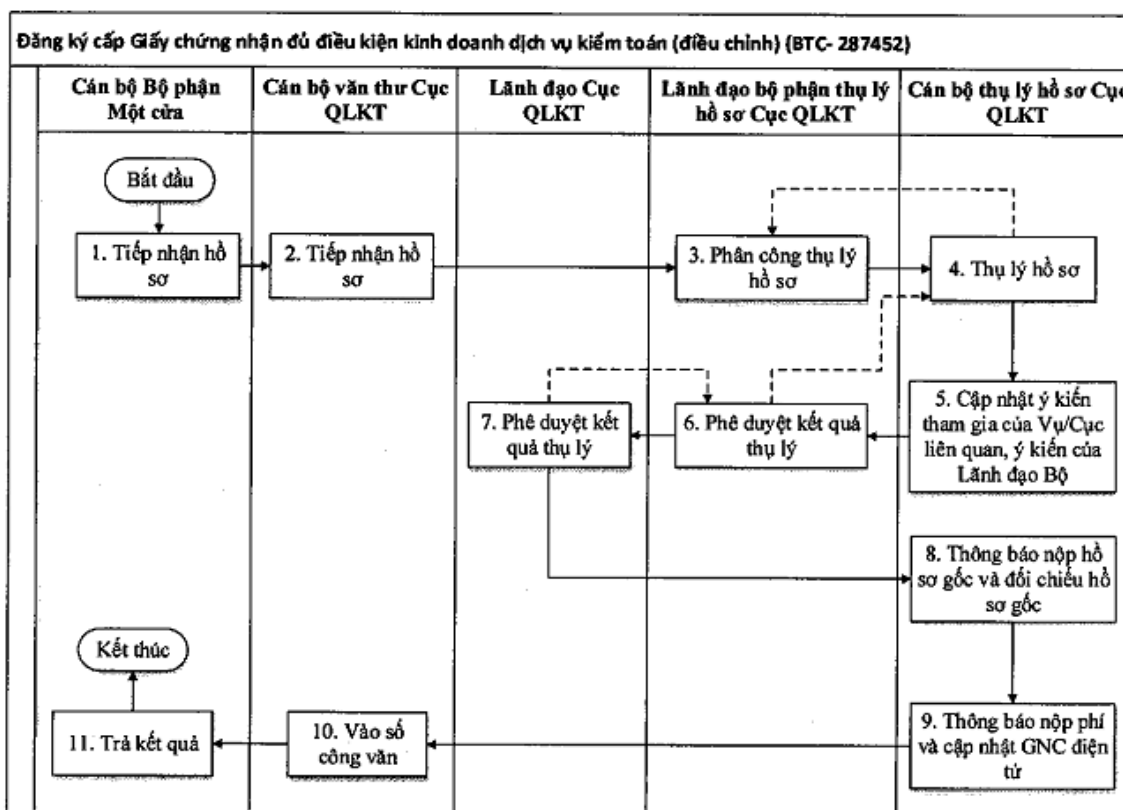 Đăng ký cấp Giấy chứng nhận đủ điều kiện kinh doanh dịch vụ kiểm toán (điều chỉnh) (BTC- 287452)
Cán bộ Bộ phận
Một cửa
Cán bộ văn thư Cục
QLKT
Lãnh đạo Cục
QLKT
Lãnh đạo bộ phận thụ lý
hồ sơ Cục QLKT
Cán bộ thụ lý hồ sơ Cục
QLKT
Bắt đầu
1. Tiếp nhận hồ
sơ
2. Tiếp nhận hồ
sơ
3. Phân công thụ lý
hồ sơ
4. Thụ lý hồ sơ
7. Phê duyệt kết
quả thụ lý
6. Phê duyệt kết quả
thụ lý
5. Cập nhật ý kiến
tham gia của Vụ/Cục
liên quan, ý kiến của
Lãnh đạo Bộ
8. Thông báo nộp hồ
sơ gốc và đối chiếu hồ
sơ gốc
Kết thúc
11. Trả kết quả
10. Vào số
công văn
9. Thông báo nộp phí
và cập nhật GNC điện
tử